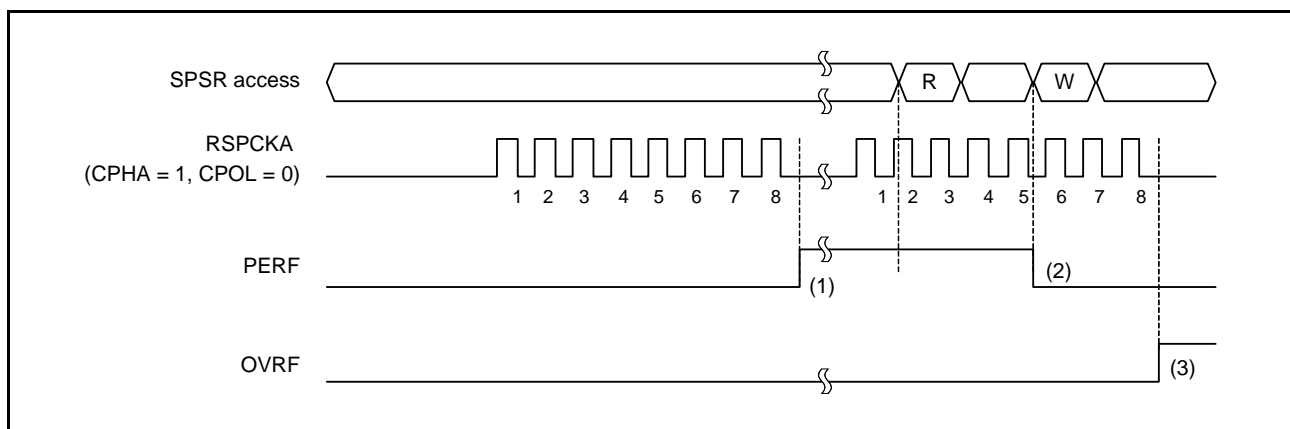 SPSR access
R
W
RSPCKA
(CPHA = 1, CPOL = 0)
1 2 3 4 5 6 7 8 1 2 3 4 5 6 7 8
PERF
(1)
(2)
OVRF
(3)